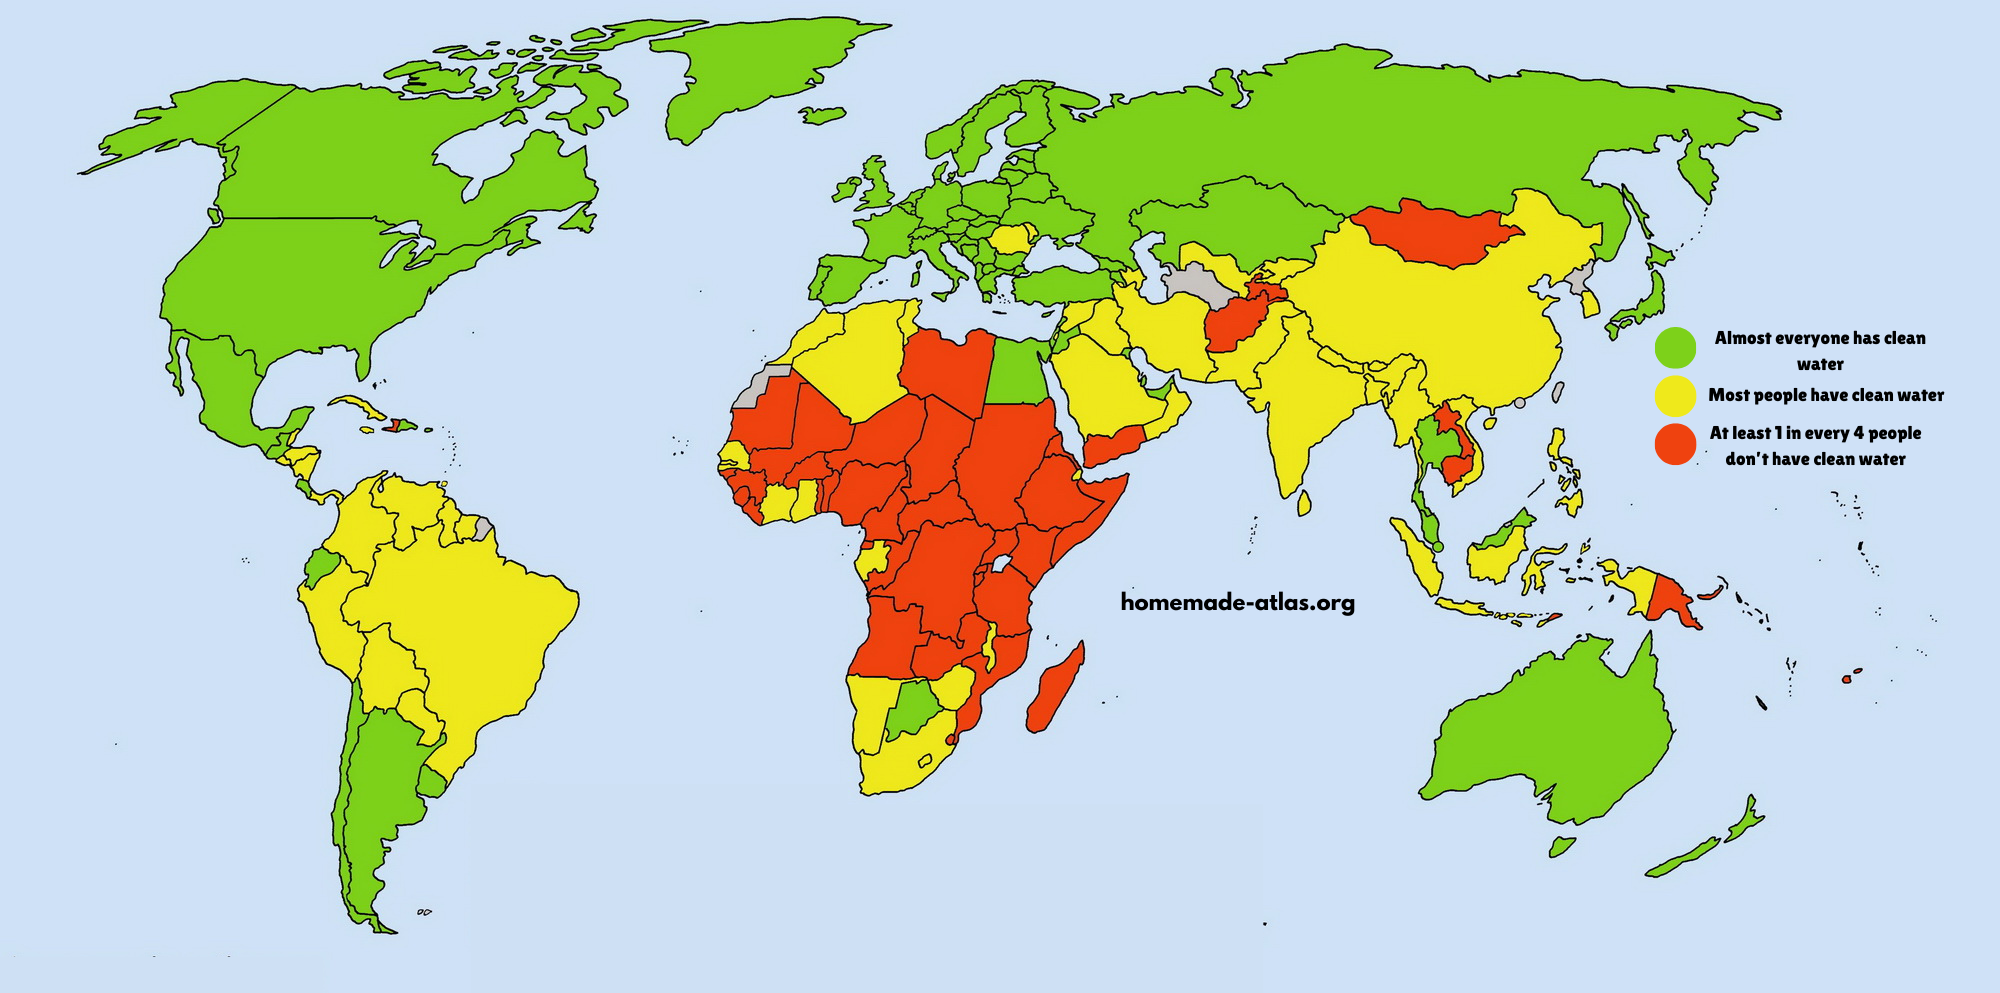 Almost everyone has clean
water
Most people have clean water
At least 1 in every 4 people
don't have clean water
homemade-atlas.org